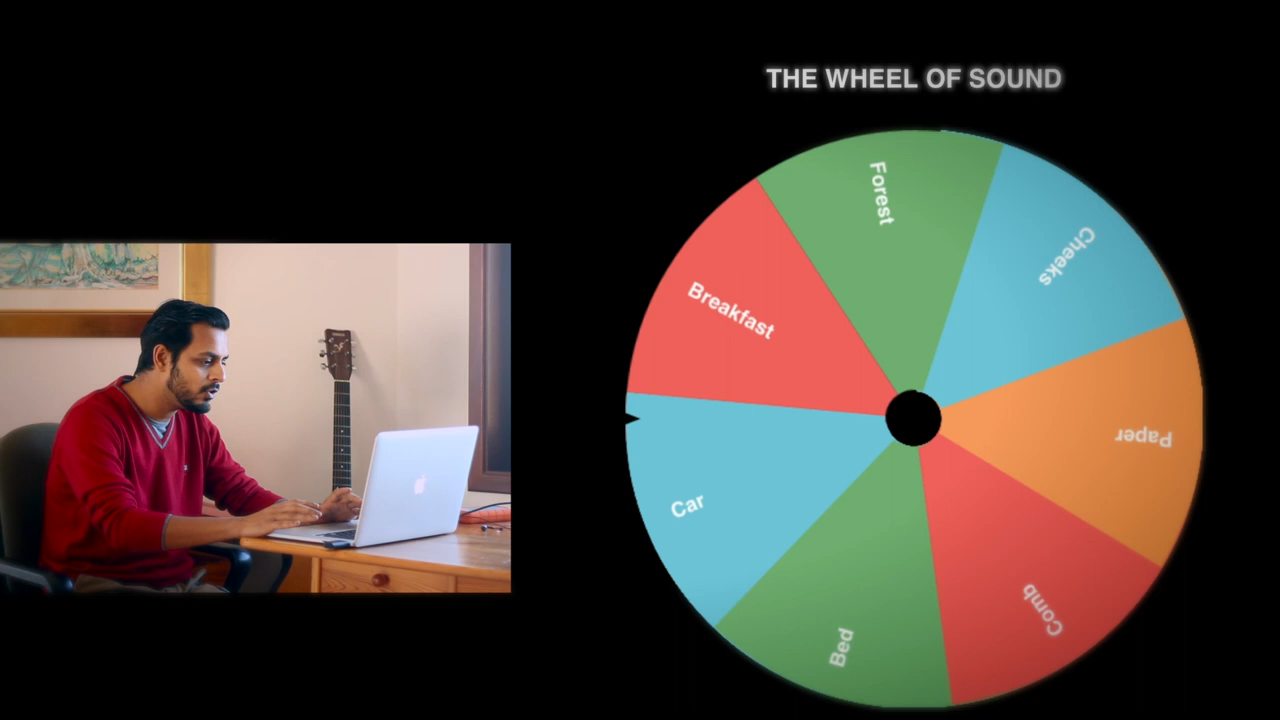 THE WHEEL OF SOUND
Forest
Cheeks
Breakfast
Paper
Car
Comb
Bed